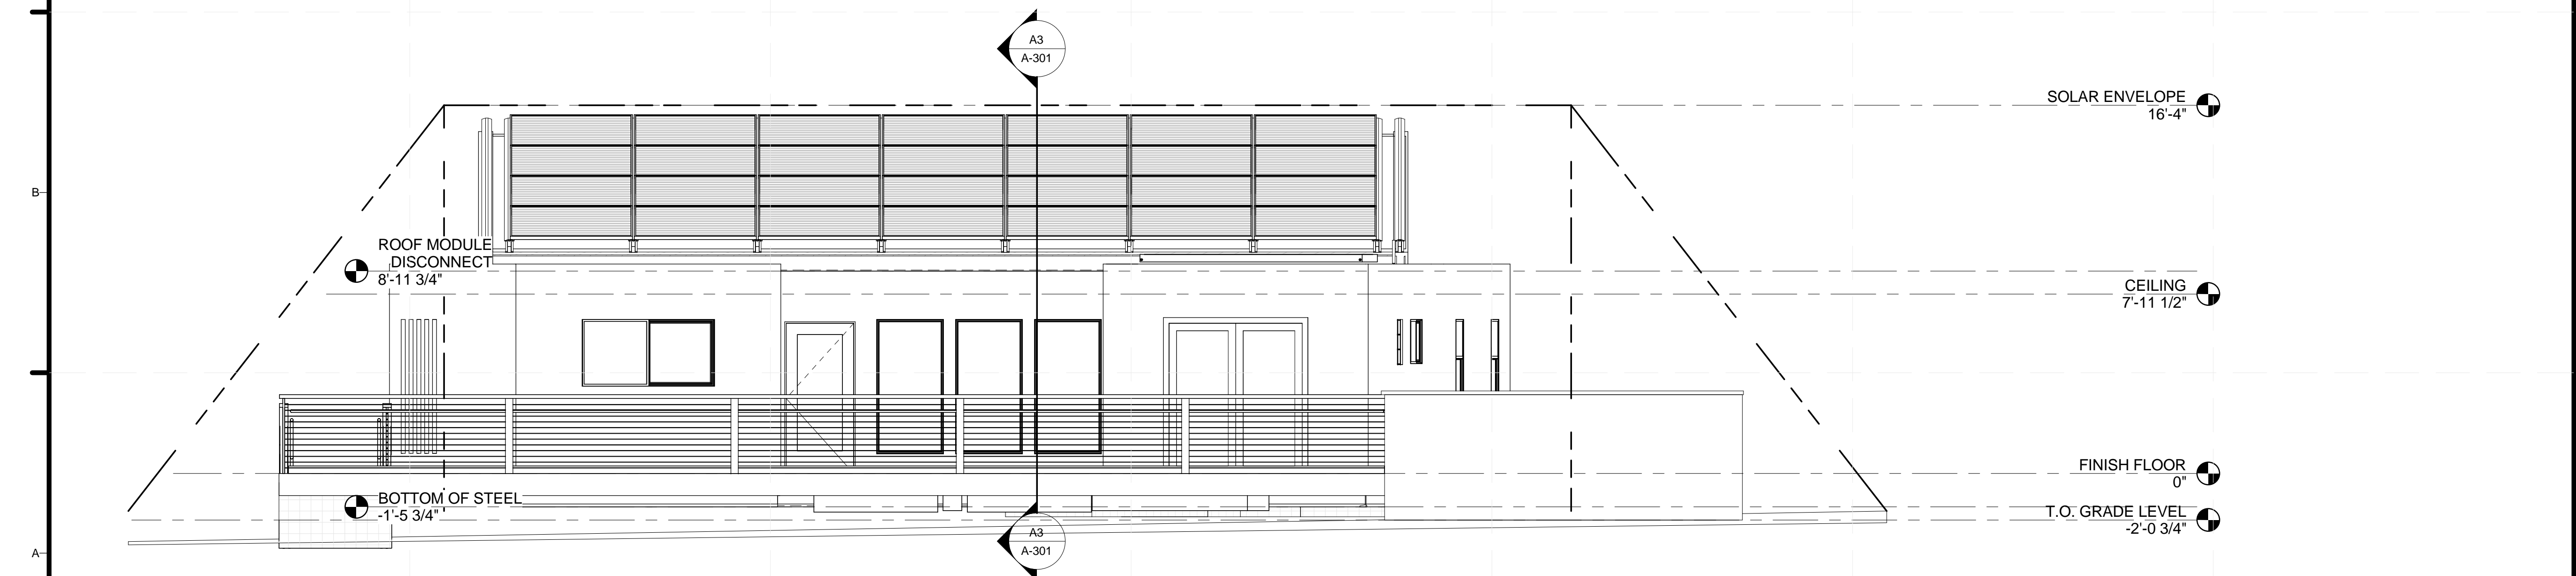 A3
A-301
SOLAR ENVELOPE
16'-4"
B
ROOF MODULE
DISCONNECT
8'-11 3/4"
CEILING
7'-11 1/2"
FINISH FLOOR
0"
BOTTOM OF STEEL
-1'-5 3/4"
T.O. GRADE LEVEL
-2'-0 3/4"
A3
A-301
A